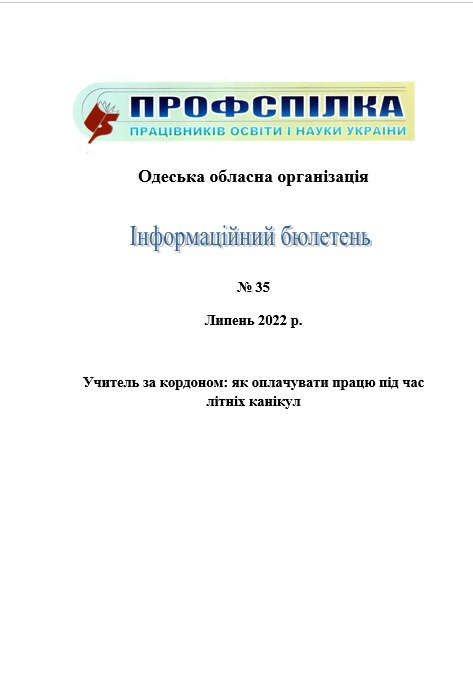 ПРОФСПІЛКА
ПРАЦІВНИКІВ ОСВІТИ І НАУКИ УКРАЇНИ
Одеська обласна організація
Інформаційний бюлетень
№ 35
Липень 2022 р.
Учитель за кордоном: як оплачувати працю під час
літніх канікул